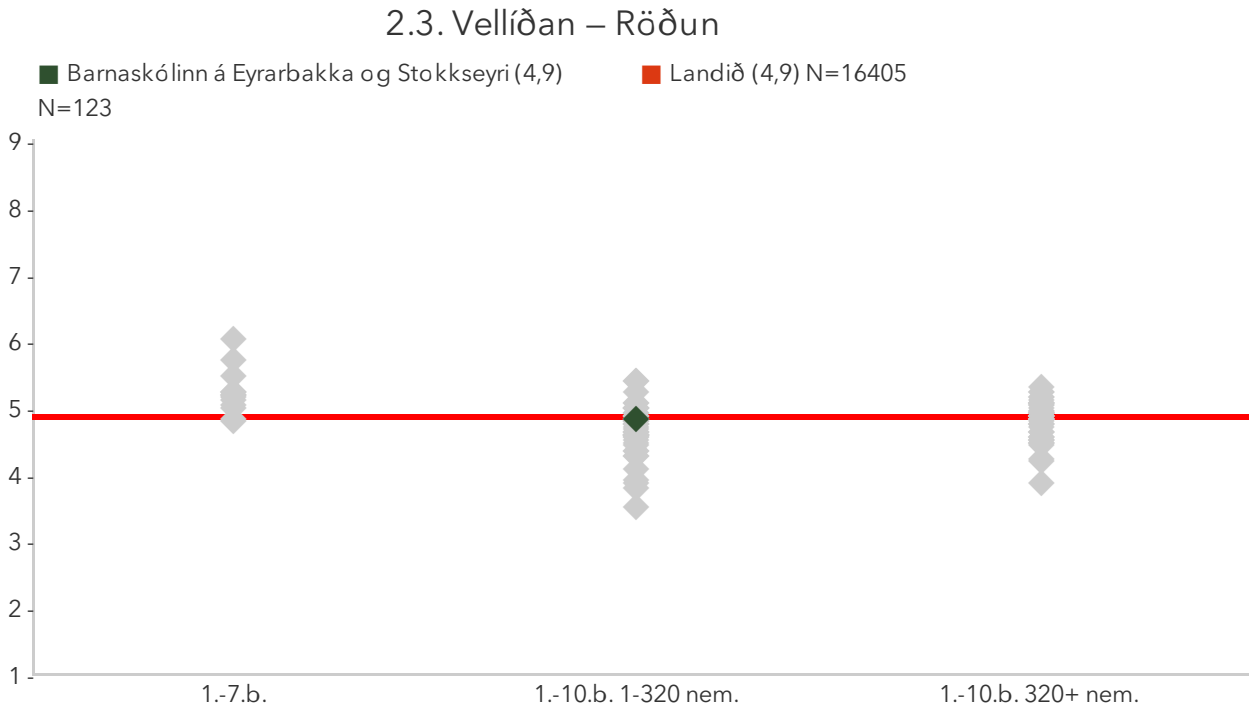 2.3. Vellíðan – Röðun
Barnaskólinn á Eyrarbakka og Stokkseyri (4,9)
N=123
Landið (4,9) N=16405
9
8
7
6
5
4
3
2
1
1.-7.b.
1.-10.b. 1-320 nem.
1.-10.b. 320+ nem.